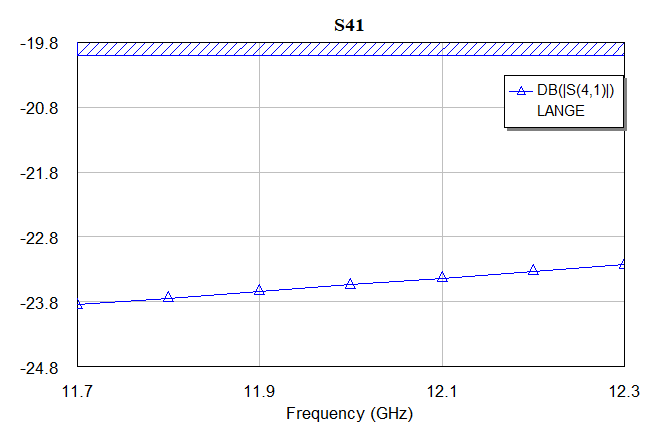 S41
-19.8
-20.8
-21.8
-22.8
-23.8
-24.8
DB(|S(4,1)|)
LANGE
11.7 11.9 12.1 12.3
Frequency (GHz)